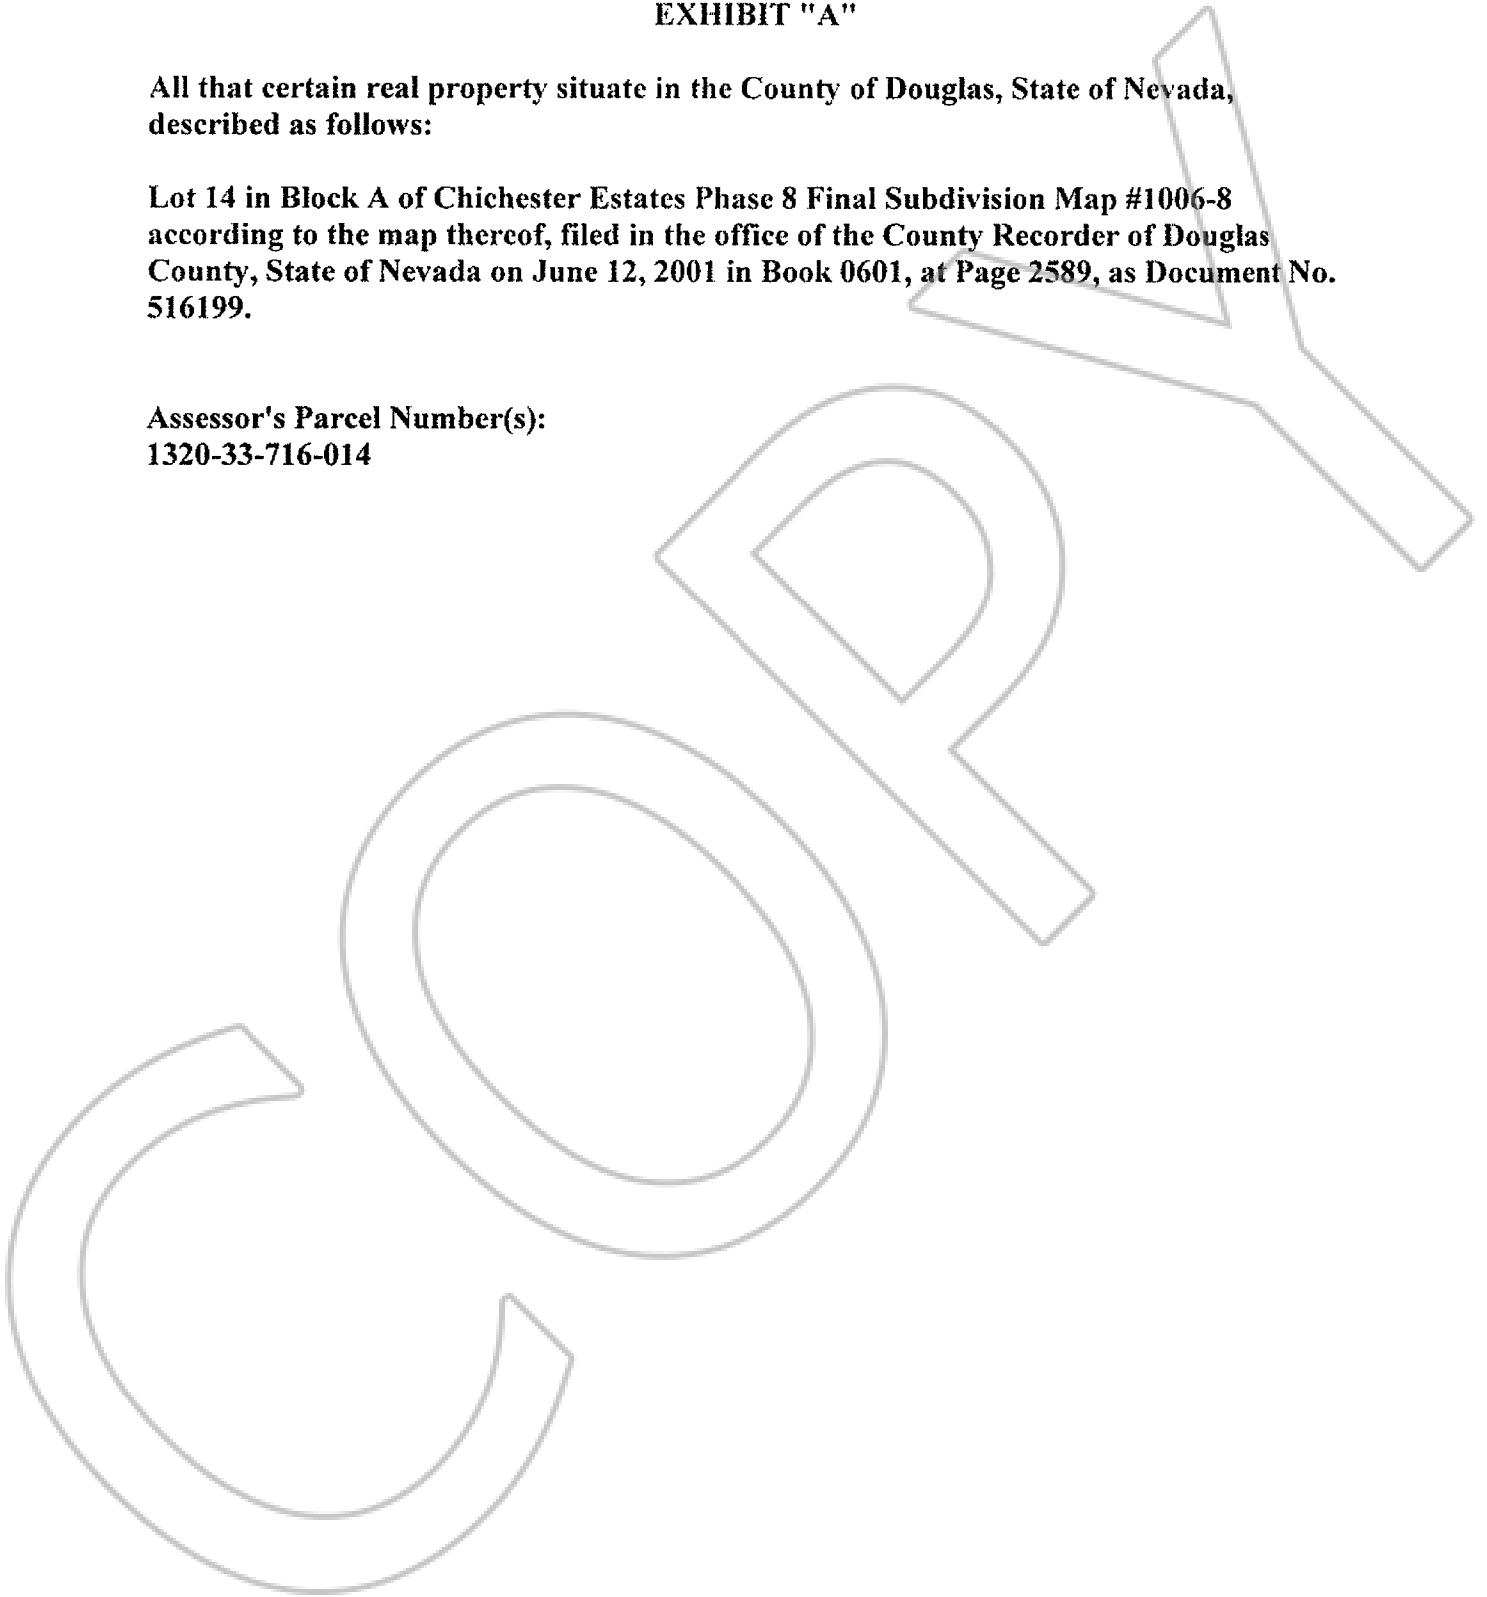 EXHIBIT "A"
All that certain real property situate in the County of Douglas, State of Nevada,
described as follows:
Lot 14 in Block A of Chichester Estates Phase 8 Final Subdivision Map #1006-8
according to the map thereof, filed in the office of the County Recorder of Douglas
County, State of Nevada on June 12, 2001 in Book 0601, at Page 2589, as Document No.
516199.
Assessor's Parcel Number(s):
1320-33-716-014
COPY